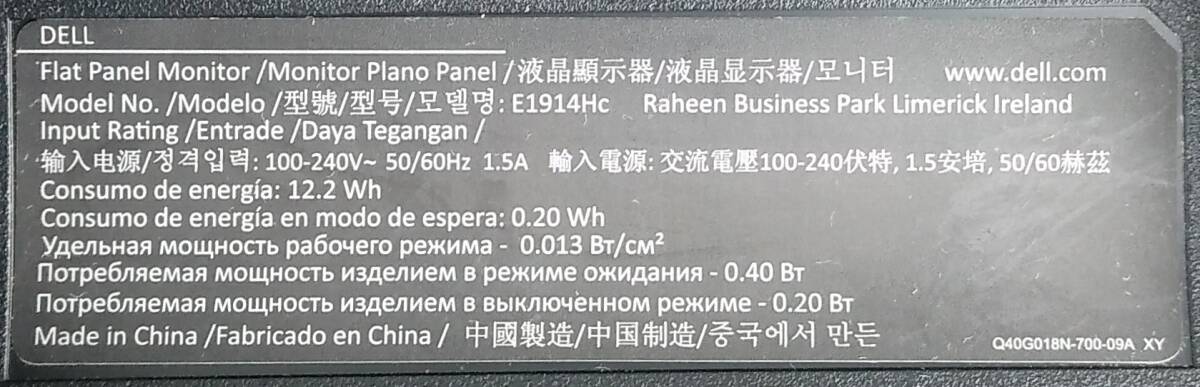 DELL
Flat Panel Monitor /Monitor Plano Panel /液晶顯示器/液晶显示器/모니터 www.dell.com
Model No. /Modelo /型號/型号/모델명: E1914Hc Raheen Business Park Limerick Ireland
Input Rating /Entrade /Daya Tegangan /
输入电源/정격입력: 100-240V~ 50/60Hz 1.5A 輸入電源: 交流電壓100-240伏特, 1.5安培, 50/60赫茲
Consumo de energía: 12.2 Wh
Consumo de energía en modo de espera: 0.20 Wh
Удельная мощность рабочего режима - 0.013 Вт/см²
Потребляемая мощность изделием в режиме ожидания - 0.40 Вт
Потребляемая мощность изделием в выключенном режиме - 0.20 Вт
Made in China /Fabricado en China / 中國製造/中国制造/중국에서 만든
Q40G018N-700-09A XY